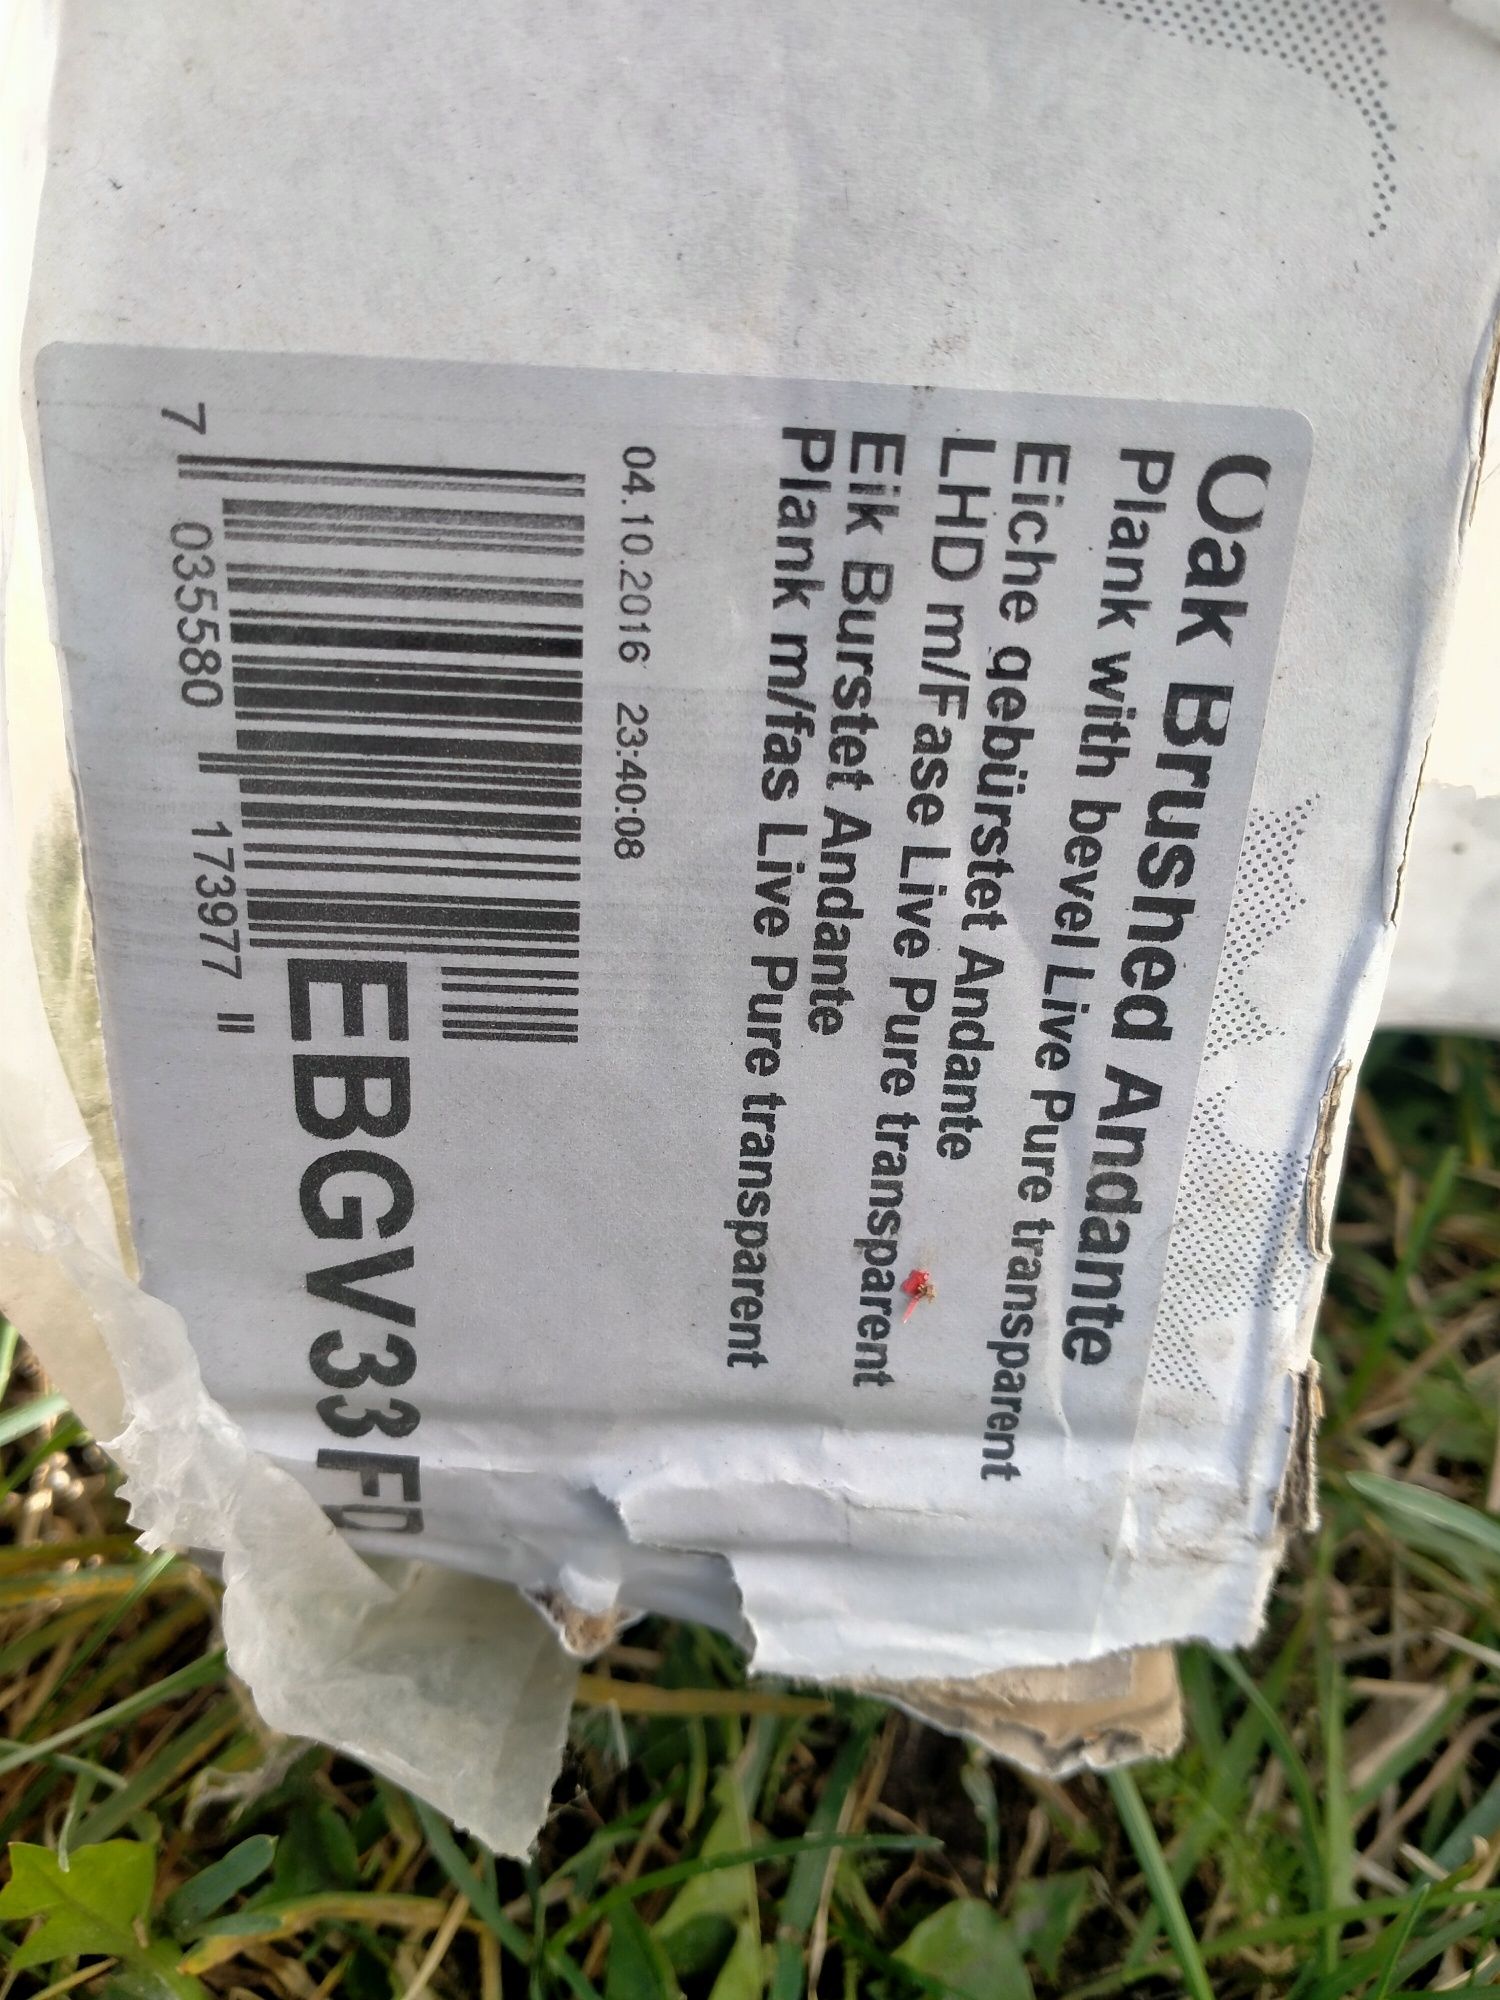 Oak Brushed Andante
Plank with bevel Live Pure transparent
Eiche gebürstet Andante
LHD m/Fase Live Pure transparent
Eik Burstet Andante
Plank m/fas Live Pure transparent
04.10.2016 23:40:08
7 035580 173977
EBGV33FD